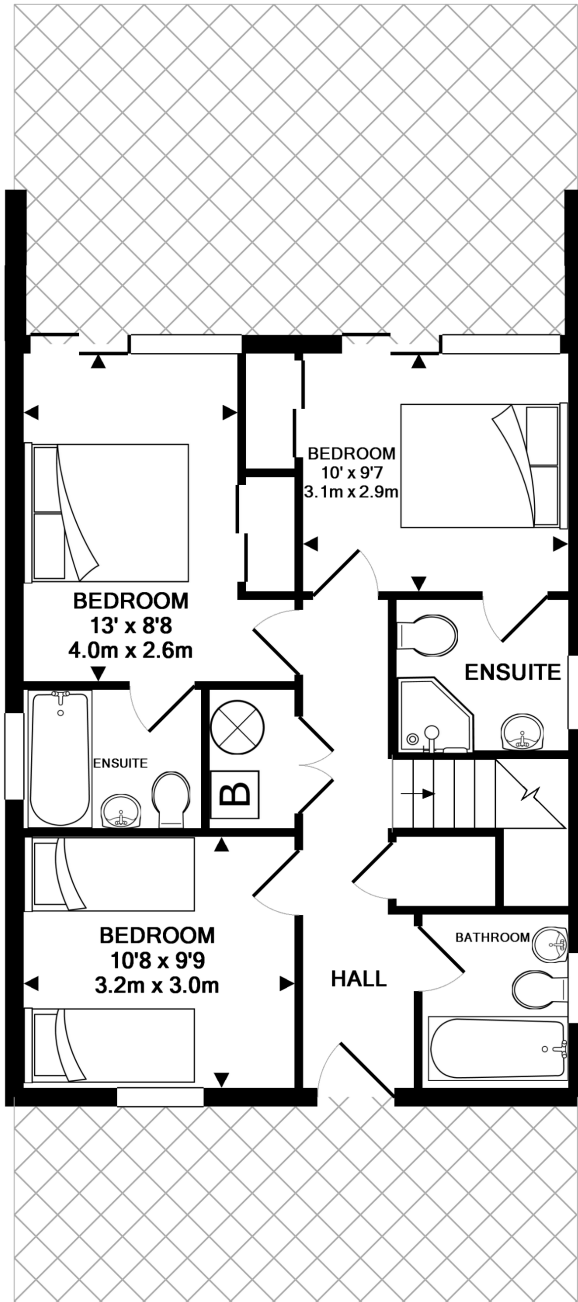 BEDROOM
10' x 9'7
3.1m x 2.9m
BEDROOM
13' x 8'8
4.0m x 2.6m
ENSUITE
ENSUITE
B
BEDROOM
10'8 x 9'9
3.2m x 3.0m
BATHROOM
HALL